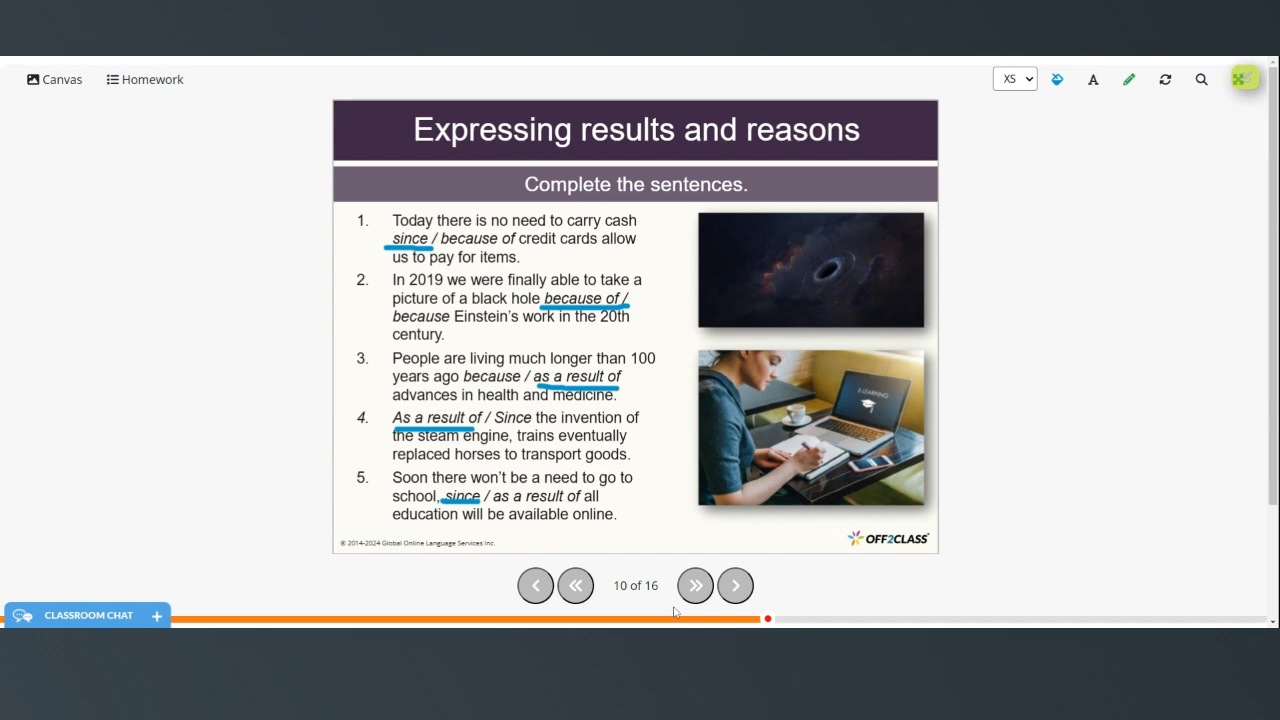 Canvas
Homework
XS
A
Expressing results and reasons
Complete the sentences.
1. Today there is no need to carry cash
since / because of credit cards allow
us to pay for items.
2. In 2019 we were finally able to take a
picture of a black hole because of /
because Einstein's work in the 20th
century.
3. People are living much longer than 100
years ago because / as a result of
advances in health and medicine.
4. As a result of / Since the invention of
the steam engine, trains eventually
replaced horses to transport goods.
5. Soon there won't be a need to go to
school, since / as a result of all
education will be available online.
E-LEARNING
© 2014-2024 Global Online Language Services Inc.
OFF2CLASS
10 of 16
CLASSROOM CHAT +